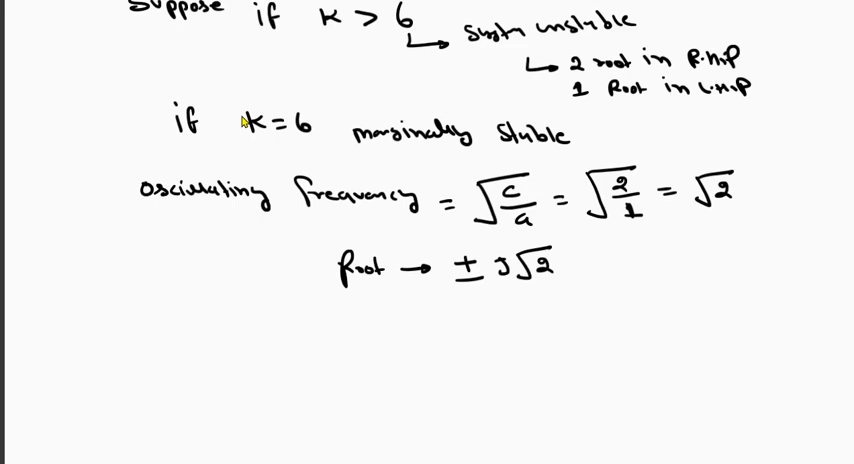 Suppose if K > 6
↳ System unstable
↳ 2 root in R.H.P
1 Root in L.H.P
if K = 6 marginally stable
Oscillating frequency = √(c/a) = √(2/1) = √2
Root → ± J√2